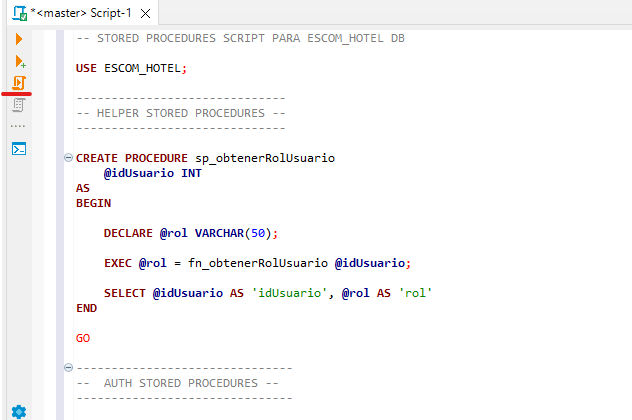 *<master> Script-1
-- STORED PROCEDURES SCRIPT PARA ESCOM_HOTEL DB
USE ESCOM_HOTEL;
------------------------------
-- HELPER STORED PROCEDURES --
------------------------------
CREATE PROCEDURE sp_obtenerRolUsuario
    @idUsuario INT
AS
BEGIN
    DECLARE @rol VARCHAR(50);
    EXEC @rol = fn_obtenerRolUsuario @idUsuario;
    SELECT @idUsuario AS 'idUsuario', @rol AS 'rol'
END
GO
-------------------------------
--  AUTH STORED PROCEDURES --
-------------------------------